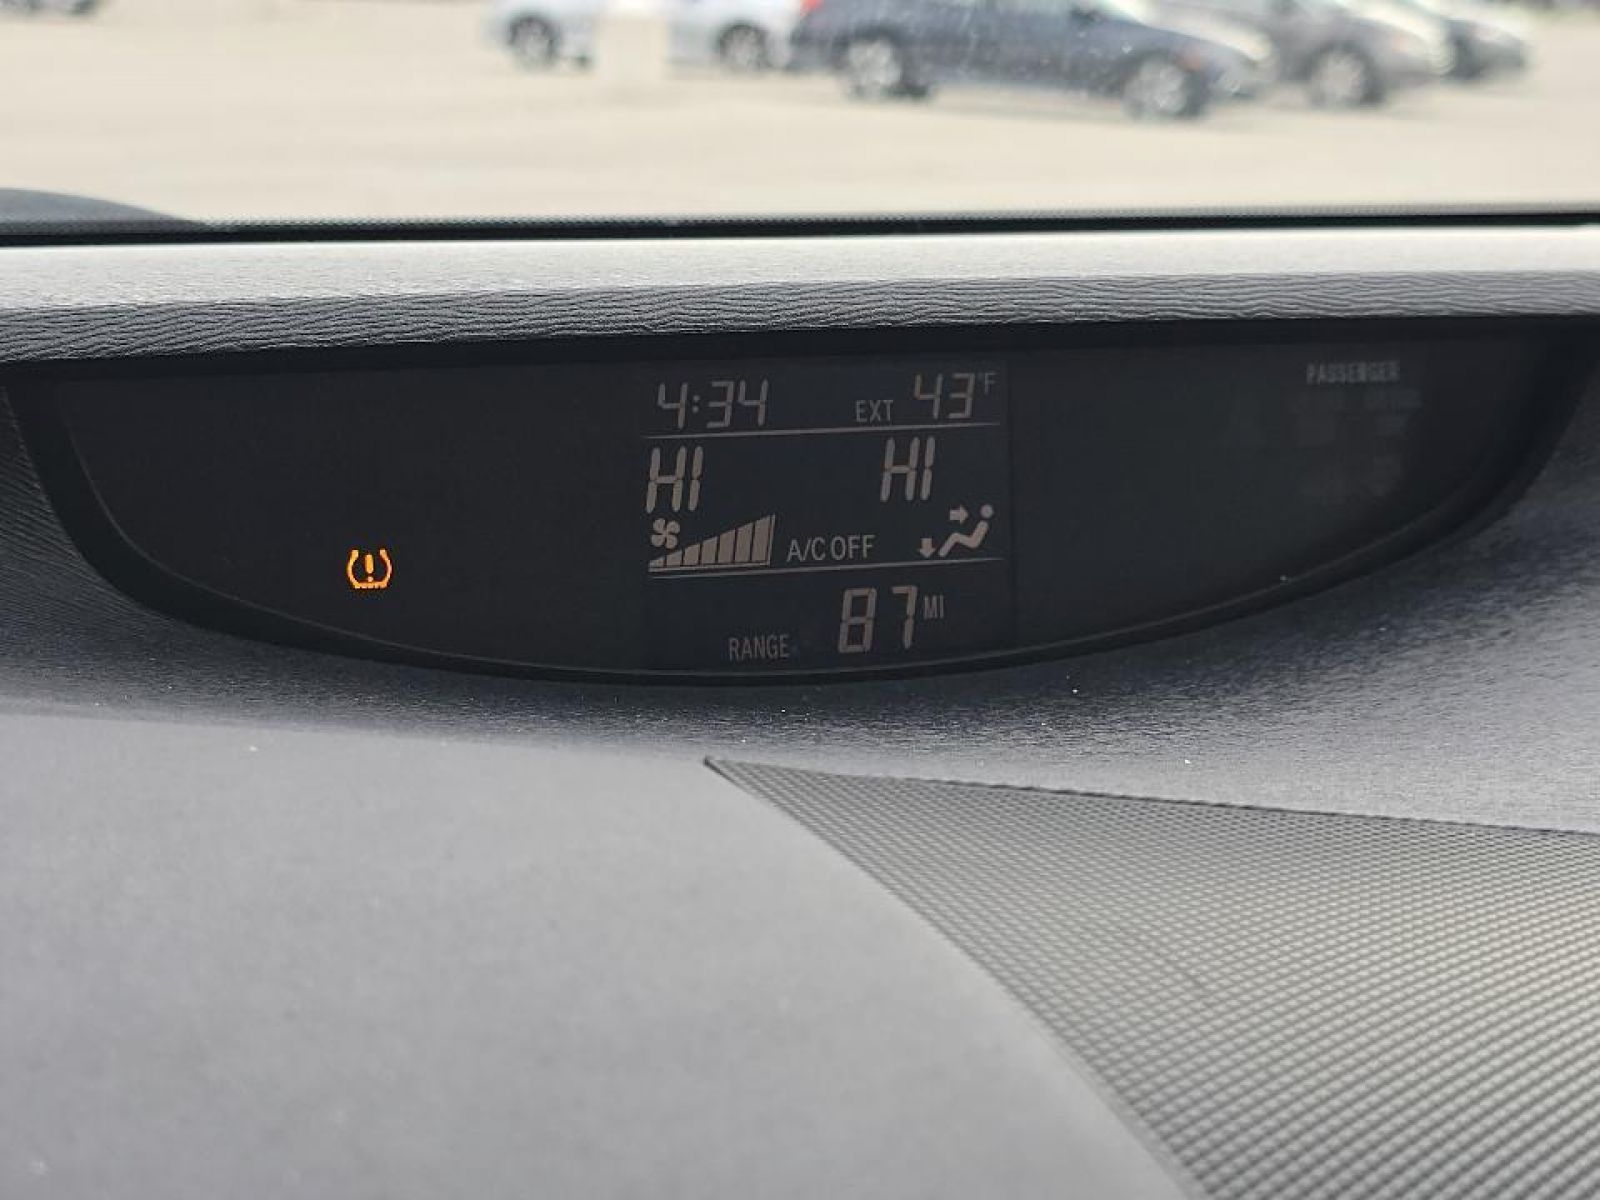 4:34 EXT 43°F
HI HI
A/C OFF
RANGE 87 MI
PASSENGER